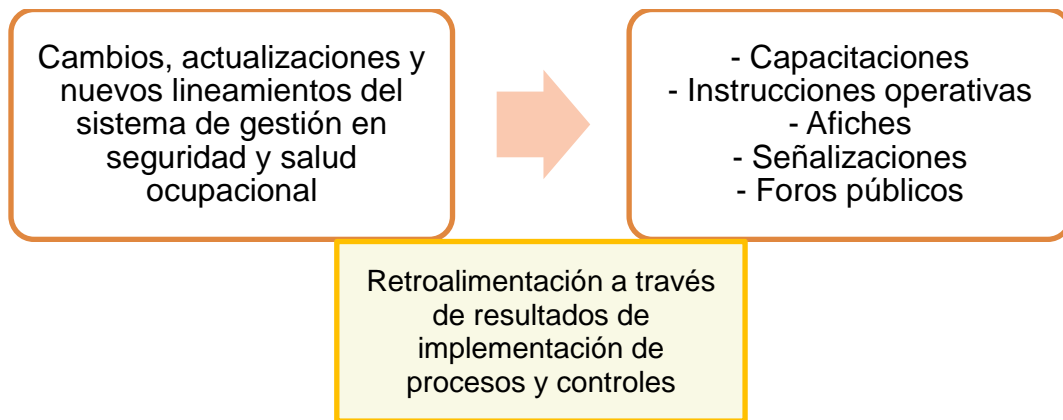 Cambios, actualizaciones y
nuevos lineamientos del
sistema de gestión en
seguridad y salud
ocupacional
- Capacitaciones
- Instrucciones operativas
- Afiches
- Señalizaciones
- Foros públicos
Retroalimentación a través
de resultados de
implementación de
procesos y controles